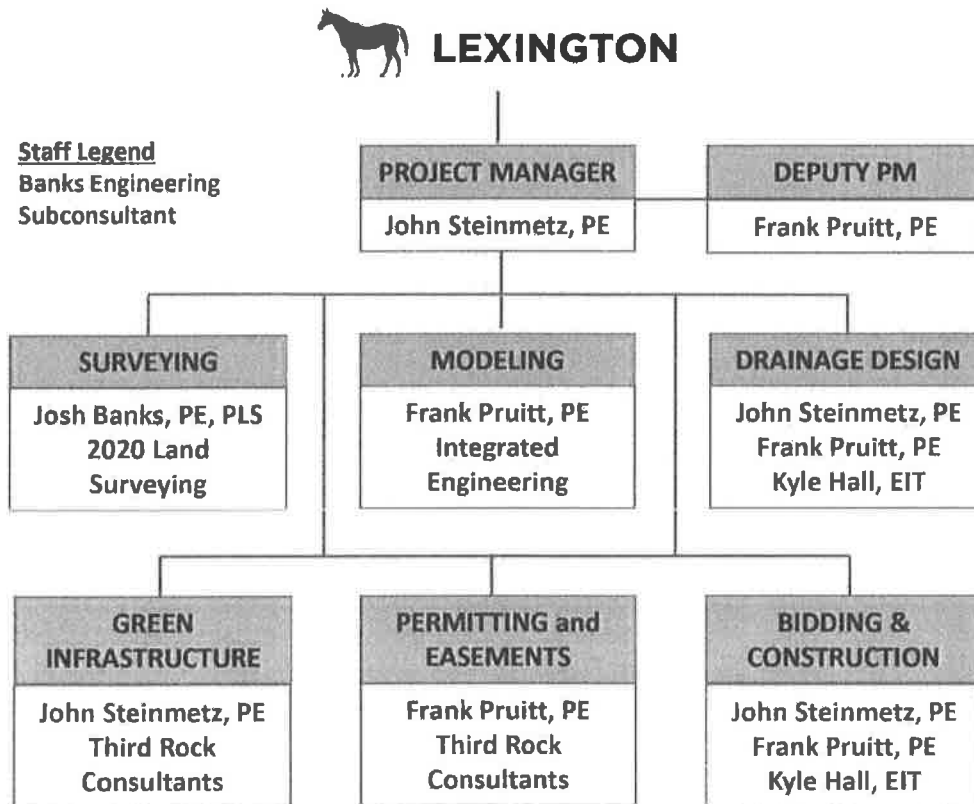 LEXINGTON
Staff Legend
Banks Engineering
Subconsultant
PROJECT MANAGER
John Steinmetz, PE
DEPUTY PM
Frank Pruitt, PE
SURVEYING
Josh Banks, PE, PLS
2020 Land
Surveying
MODELING
Frank Pruitt, PE
Integrated
Engineering
DRAINAGE DESIGN
John Steinmetz, PE
Frank Pruitt, PE
Kyle Hall, EIT
GREEN
INFRASTRUCTURE
John Steinmetz, PE
Third Rock
Consultants
PERMITTING and
EASEMENTS
Frank Pruitt, PE
Third Rock
Consultants
BIDDING &
CONSTRUCTION
John Steinmetz, PE
Frank Pruitt, PE
Kyle Hall, EIT